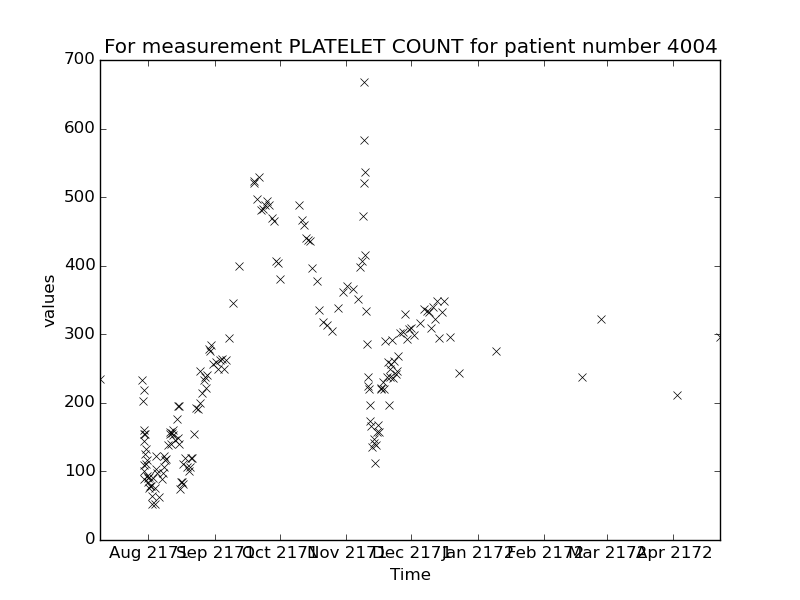 For measurement PLATELET COUNT for patient number 4004
700
600
500
400
300
200
100
0
values
Aug 2171 Sep 2171 Oct 2171 Nov 2171 Dec 2171 Jan 2172 Feb 2172 Mar 2172 Apr 2172
Time